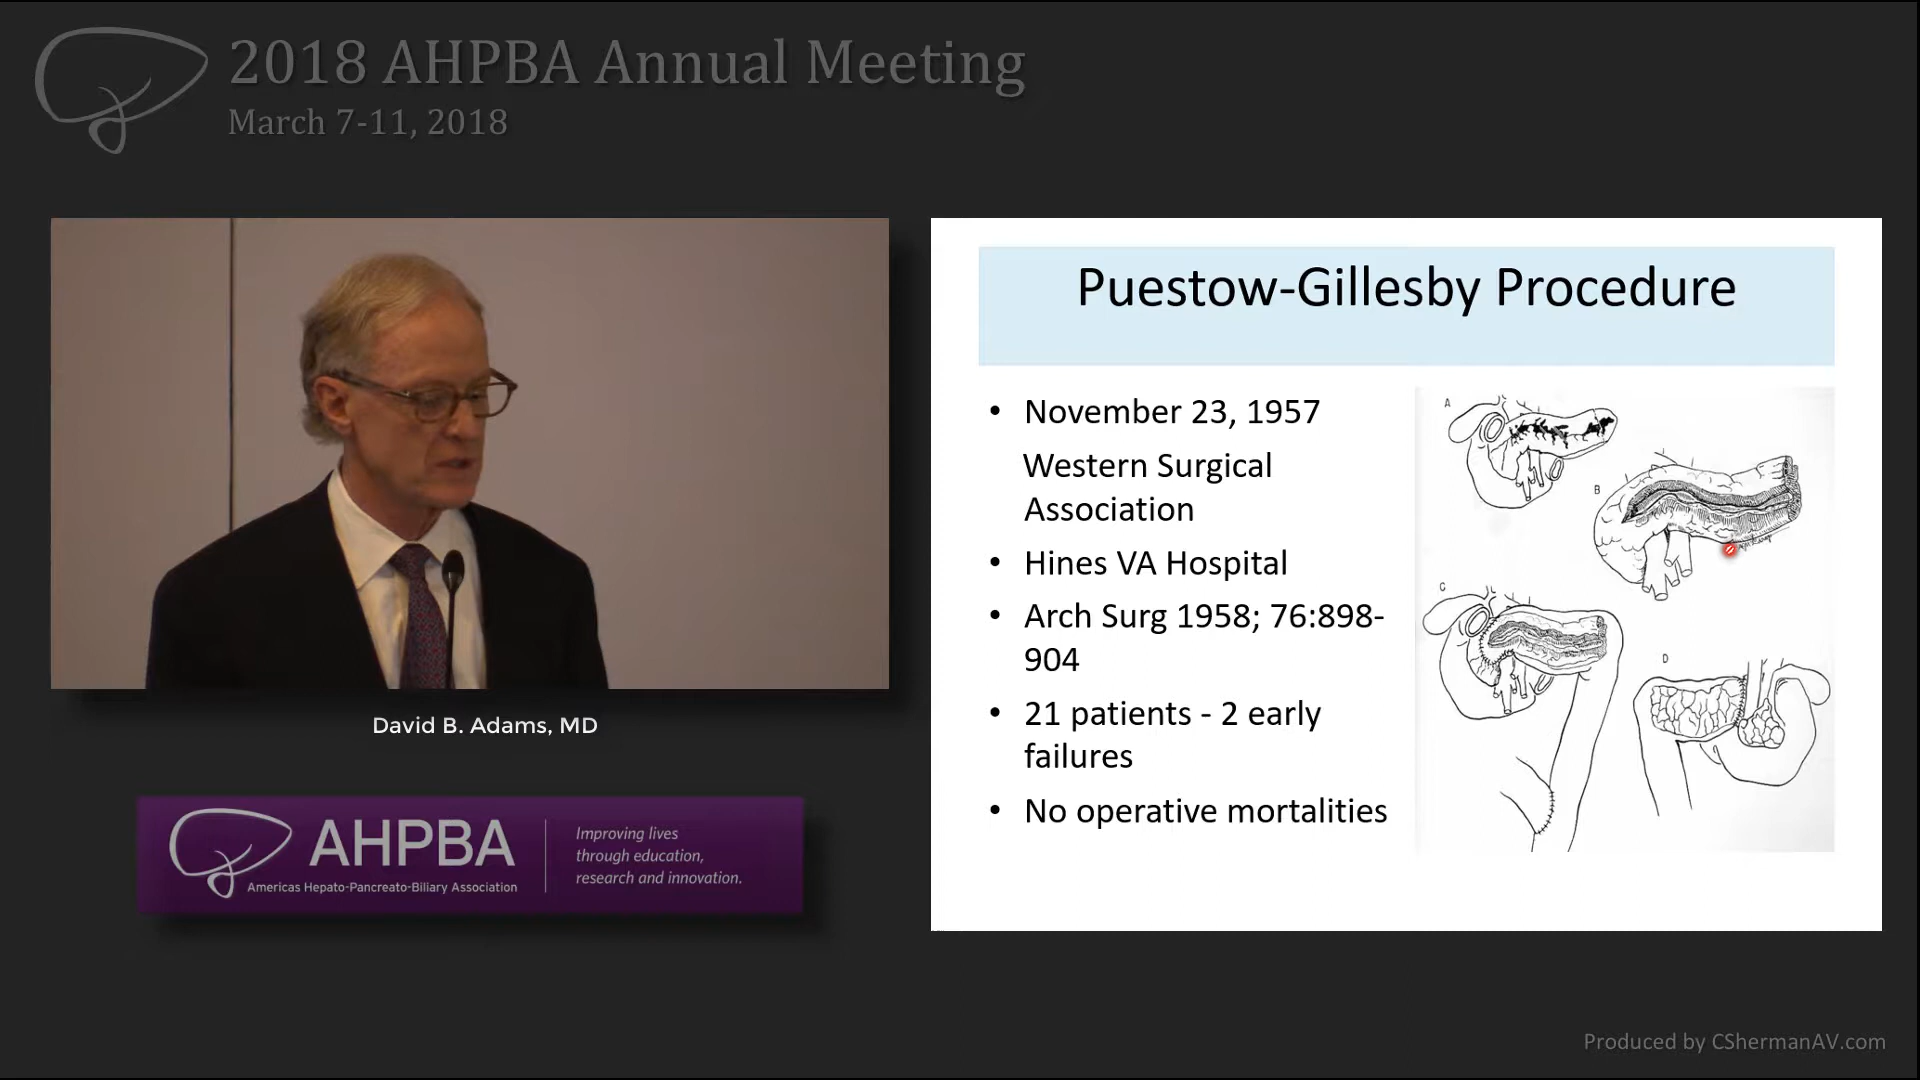 2018 AHPBA Annual Meeting
March 7-11, 2018
Puestow-Gillesby Procedure
• November 23, 1957
Western Surgical
Association
• Hines VA Hospital
• Arch Surg 1958; 76:898-
904
• 21 patients - 2 early
failures
• No operative mortalities
A
B
C
D
David B. Adams, MD
AHPBA
Americas Hepato-Pancreato-Biliary Association
Improving lives
through education,
research and innovation.
Produced by CShermanAV.com